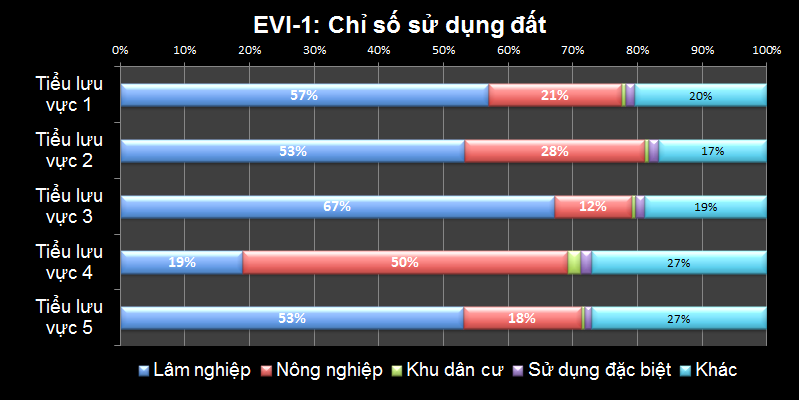 EVI-1: Chỉ số sử dụng đất
0% 10% 20% 30% 40% 50% 60% 70% 80% 90% 100%
Tiểu lưu
vực 1
57% 21% 20%
Tiểu lưu
vực 2
53% 28% 17%
Tiểu lưu
vực 3
67% 12% 19%
Tiểu lưu
vực 4
19% 50% 27%
Tiểu lưu
vực 5
53% 18% 27%
Lâm nghiệp Nông nghiệp Khu dân cư Sử dụng đặc biệt Khác